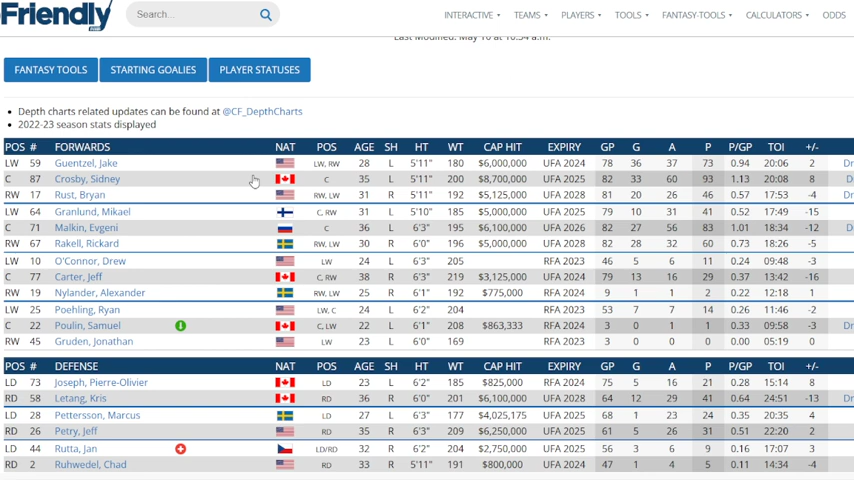 Friendly
Search...
INTERACTIVE TEAMS PLAYERS TOOLS FANTASY-TOOLS CALCULATORS ODDS
Last Modified: May 10 at 10:54 a.m.
FANTASY TOOLS STARTING GOALIES PLAYER STATUSES
Depth charts related updates can be found at @CF_DepthCharts
2022-23 season stats displayed
POS # FORWARDS NAT POS AGE SH HT WT CAP HIT EXPIRY GP G A P P/GP TOI +/-
LW 59 Guentzel, Jake LW, RW 28 L 5'11" 180 $6,000,000 UFA 2024 78 36 37 73 0.94 20:06 2 Dr
C 87 Crosby, Sidney C 35 L 5'11" 200 $8,700,000 UFA 2025 82 33 60 93 1.13 20:08 8 D
RW 17 Rust, Bryan RW, LW 31 R 5'11" 192 $5,125,000 UFA 2028 81 20 26 46 0.57 17:53 -4 Dr
LW 64 Granlund, Mikael C, RW 31 L 5'10" 185 $5,000,000 UFA 2025 79 10 31 41 0.52 17:49 -15
C 71 Malkin, Evgeni C 36 L 6'3" 195 $6,100,000 UFA 2026 82 27 56 83 1.01 18:34 -12 D
RW 67 Rakell, Rickard RW, LW 30 R 6'0" 196 $5,000,000 UFA 2028 82 28 32 60 0.73 18:26 -5
LW 10 O'Connor, Drew LW 24 L 6'3" 205 RFA 2023 46 5 6 11 0.24 09:48 -3
C 77 Carter, Jeff C, RW 38 R 6'3" 219 $3,125,000 UFA 2024 79 13 16 29 0.37 13:42 -16
RW 19 Nylander, Alexander RW, LW 25 R 6'1" 192 $775,000 RFA 2024 9 1 1 2 0.22 12:18 1
LW 25 Poehling, Ryan LW, C 24 L 6'2" 204 RFA 2023 53 7 7 14 0.26 11:46 -2
C 22 Poulin, Samuel C, LW 22 L 6'1" 208 $863,333 RFA 2024 3 0 1 1 0.33 09:58 -3 Dr
RW 45 Gruden, Jonathan LW 23 L 6'0" 169 RFA 2023 3 0 0 0 0.00 05:19 0
POS # DEFENSE NAT POS AGE SH HT WT CAP HIT EXPIRY GP G A P P/GP TOI +/-
LD 73 Joseph, Pierre-Olivier LD 23 L 6'2" 185 $825,000 RFA 2024 75 5 16 21 0.28 15:14 8
RD 58 Letang, Kris RD 36 R 6'0" 201 $6,100,000 UFA 2028 64 12 29 41 0.64 24:51 -13 Dr
LD 28 Pettersson, Marcus LD 27 L 6'3" 177 $4,025,175 UFA 2025 68 1 23 24 0.35 20:35 4
RD 26 Petry, Jeff RD 35 R 6'3" 209 $6,250,000 UFA 2025 61 5 26 31 0.51 22:20 2
LD 44 Rutta, Jan LD/RD 32 R 6'2" 204 $2,750,000 UFA 2025 56 3 6 9 0.16 17:07 3
RD 2 Ruhwedel, Chad RD 33 R 5'11" 191 $800,000 UFA 2024 47 1 4 5 0.11 14:34 -4